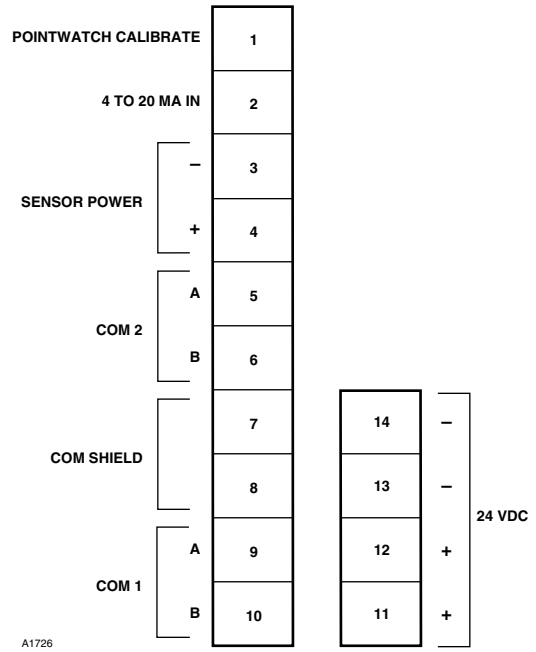 POINTWATCH CALIBRATE 1
4 TO 20 MA IN 2
SENSOR POWER
– 3
+ 4
COM 2
A 5
B 6
COM SHIELD
7
8
COM 1
A 9
B 10
14 –
13 –
12 +
11 +
24 VDC
A1726